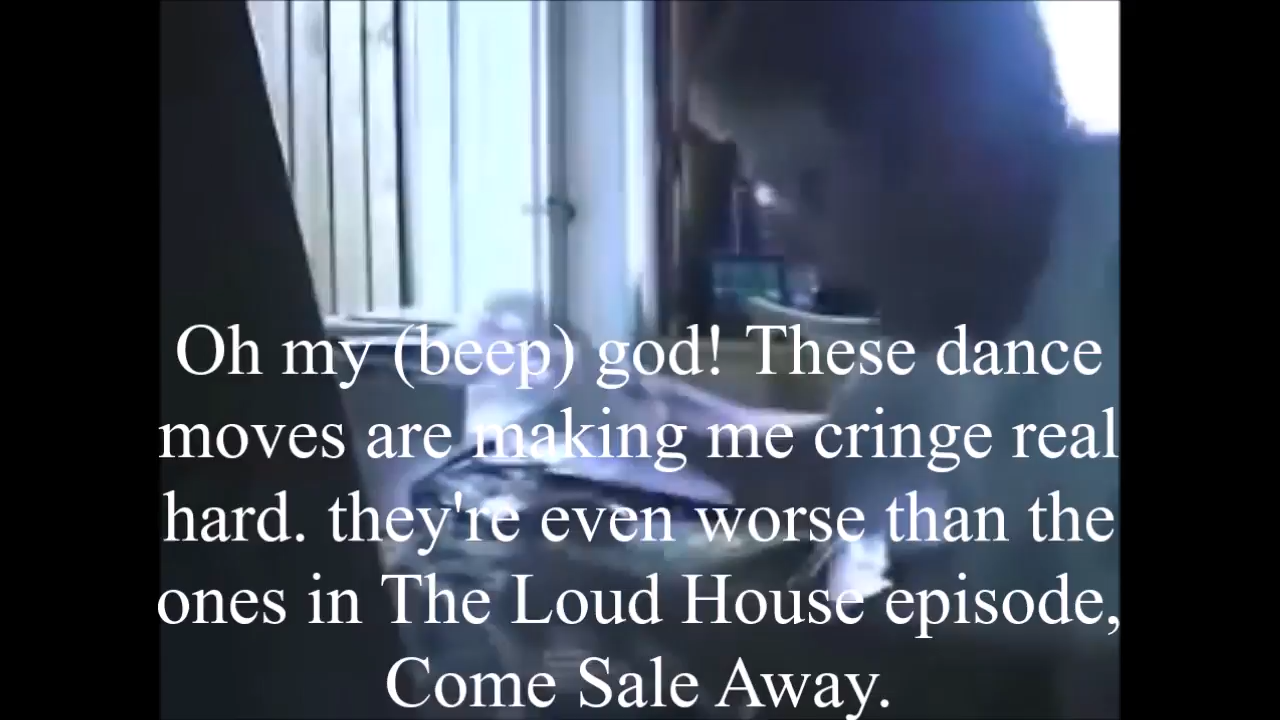 Oh my (beep) god! These dance
moves are making me cringe real
hard. they're even worse than the
ones in The Loud House episode,
Come Sale Away.